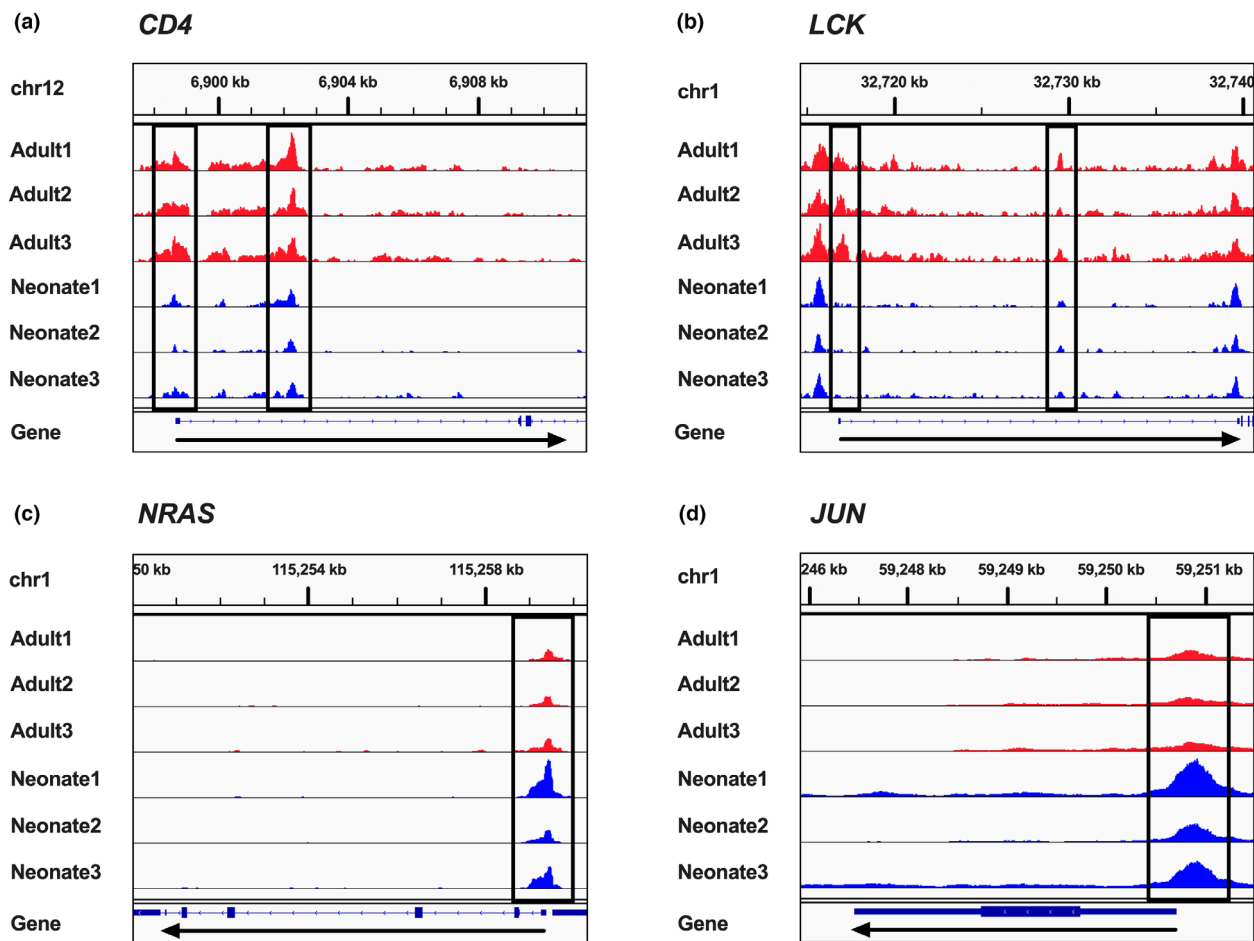 (a) CD4
chr12
6,900 kb 6,904 kb 6,908 kb
Adult1
Adult2
Adult3
Neonate1
Neonate2
Neonate3
Gene
(b) LCK
chr1
32,720 kb 32,730 kb 32,740
Adult1
Adult2
Adult3
Neonate1
Neonate2
Neonate3
Gene
(c) NRAS
chr1
50 kb 115,254 kb 115,258 kb
Adult1
Adult2
Adult3
Neonate1
Neonate2
Neonate3
Gene
(d) JUN
chr1
246 kb 59,248 kb 59,249 kb 59,250 kb 59,251 kb
Adult1
Adult2
Adult3
Neonate1
Neonate2
Neonate3
Gene